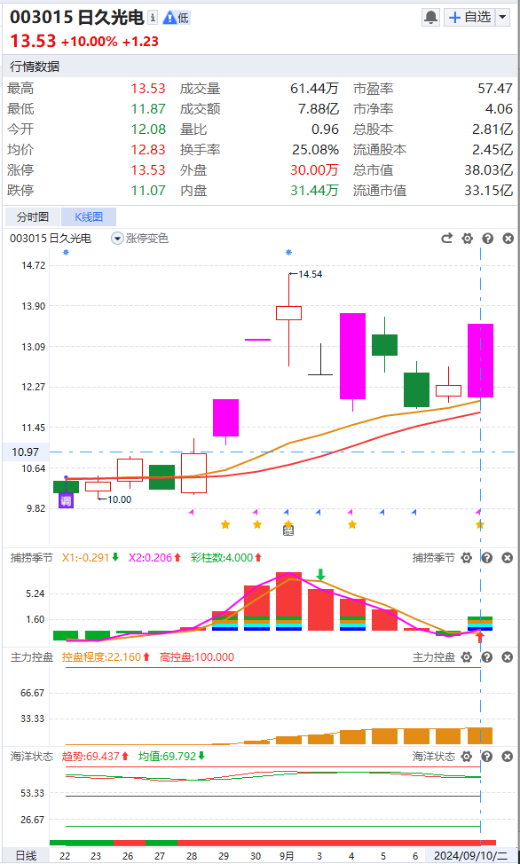 003015 日久光电 i 低 自选
13.53 +10.00% +1.23
行情数据
最高 13.53 成交量 61.44万 市盈率 57.47
最低 11.87 成交额 7.88亿 市净率 4.06
今开 12.08 量比 0.96 总股本 2.81亿
均价 12.83 换手率 25.08% 流通股本 2.45亿
涨停 13.53 外盘 30.00万 总市值 38.03亿
跌停 11.07 内盘 31.44万 流通市值 33.15亿
分时图 K线图
003015 日久光电 涨停变色
14.72
14.54
13.90
13.09
12.27
11.45
10.97
10.64
10.00
调
9.82
捕捞季节 X1:-0.291 X2:0.206 彩柱数:4.000 捕捞季节
5.24
1.60
主力控盘 控盘程度:22.160 高控盘:100.000 主力控盘
66.67
33.33
海洋状态 趋势:69.437 均值:69.792 海洋状态
53.33
26.67
日线 22 23 26 27 28 29 30 9月 3 4 5 6 2024/09/10/二